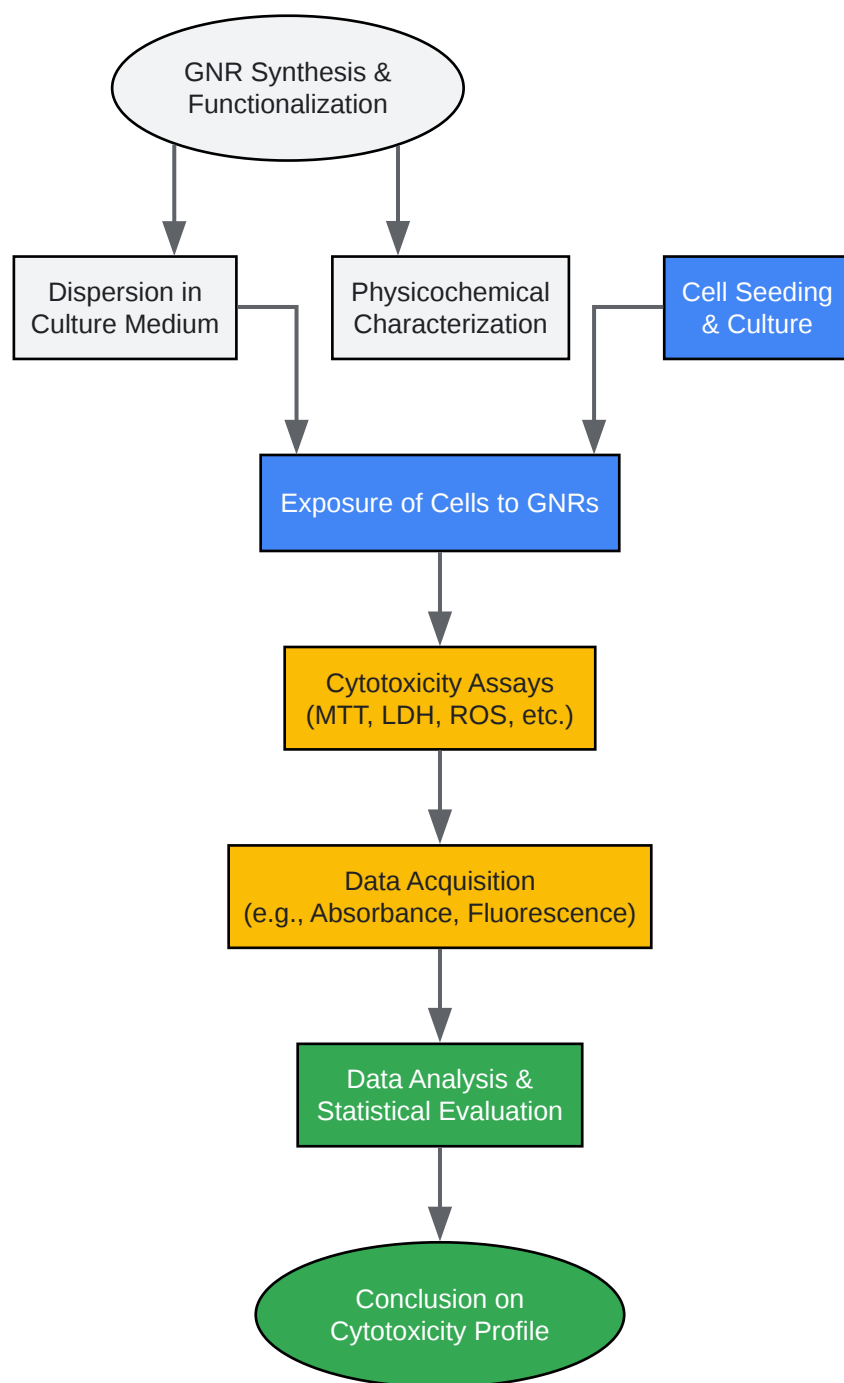 GNR Synthesis &
Functionalization
Dispersion in
Culture Medium
Physicochemical
Characterization
Cell Seeding
& Culture
Exposure of Cells to GNRs
Cytotoxicity Assays
(MTT, LDH, ROS, etc.)
Data Acquisition
(e.g., Absorbance, Fluorescence)
Data Analysis &
Statistical Evaluation
Conclusion on
Cytotoxicity Profile